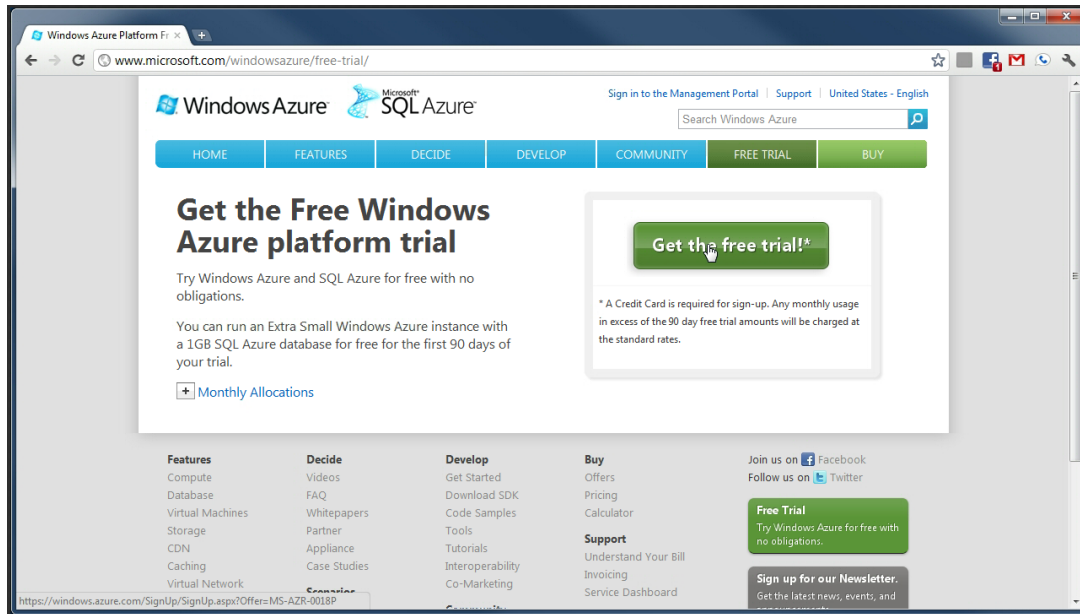 Windows Azure Platform Fr
www.microsoft.com/windowsazure/free-trial/
1
Windows Azure
Microsoft®
SQL Azure™
Sign in to the Management Portal | Support | United States - English
Search Windows Azure
HOME FEATURES DECIDE DEVELOP COMMUNITY FREE TRIAL BUY
Get the Free Windows
Azure platform trial
Try Windows Azure and SQL Azure for free with no
obligations.
You can run an Extra Small Windows Azure instance with
a 1GB SQL Azure database for free for the first 90 days of
your trial.
+ Monthly Allocations
Get the free trial!*
* A Credit Card is required for sign-up. Any monthly usage
in excess of the 90 day free trial amounts will be charged at
the standard rates.
Features
Compute
Database
Virtual Machines
Storage
CDN
Caching
Virtual Network
Decide
Videos
FAQ
Whitepapers
Partner
Appliance
Case Studies
Scenarios
Develop
Get Started
Download SDK
Code Samples
Tools
Tutorials
Interoperability
Co-Marketing
Community
Buy
Offers
Pricing
Calculator
Support
Understand Your Bill
Invoicing
Service Dashboard
Join us on Facebook
Follow us on Twitter
Free Trial
Try Windows Azure for free with
no obligations.
Sign up for our Newsletter.
Get the latest news, events, and
announcements
https://windows.azure.com/SignUp/SignUp.aspx?Offer=MS-AZR-0018P